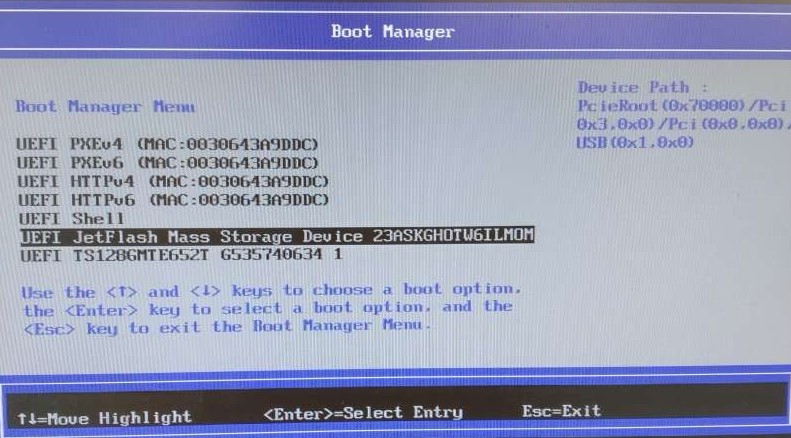 Boot Manager
Device Path :
Boot Manager Menu
PcieRoot(0x70000)/Pci
0x3,0x0)/Pci(0x0,0x0)/
USB(0x1,0x0)
UEFI PXEv4 (MAC:0030643A9DDC)
UEFI PXEv6 (MAC:0030643A9DDC)
UEFI HTTPv4 (MAC:0030643A9DDC)
UEFI HTTPv6 (MAC:0030643A9DDC)
UEFI Shell
UEFI JetFlash Mass Storage Device 23ASKGHOTW6ILMOM
UEFI TS128GMTE652T G535740634 1
Use the <↑> and <↓> keys to choose a boot option,
the <Enter> key to select a boot option, and the
<Esc> key to exit the Boot Manager Menu.
↑↓=Move Highlight <Enter>=Select Entry Esc=Exit